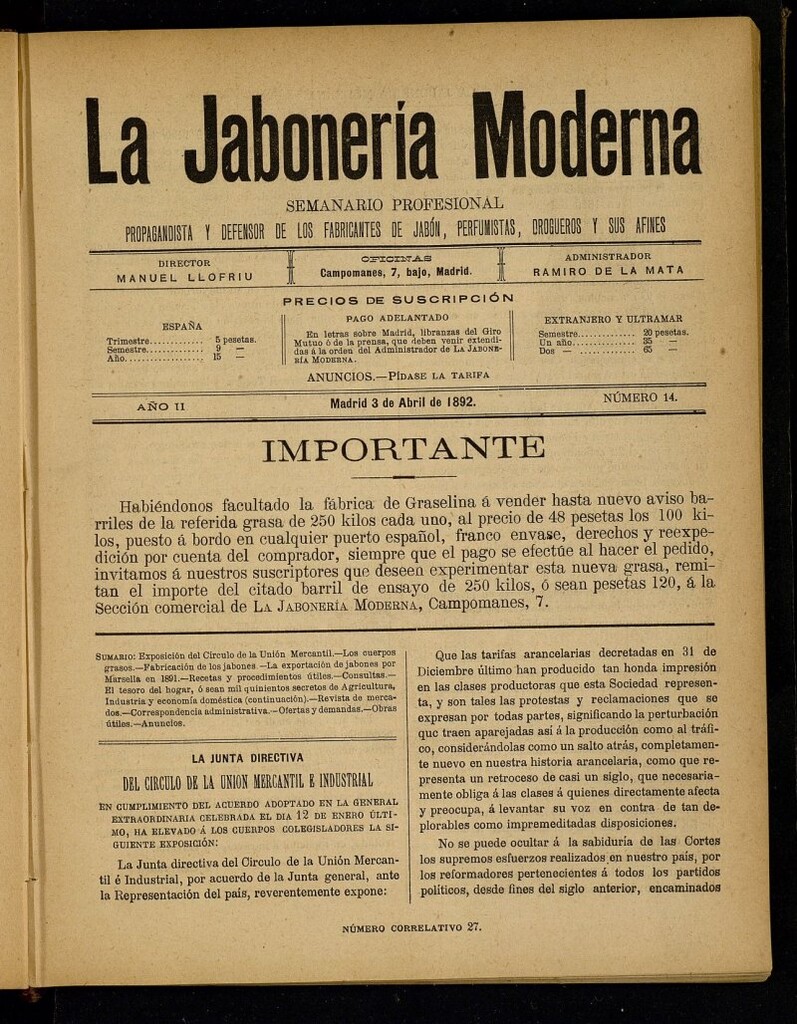 La Jabonería Moderna
SEMANARIO PROFESIONAL
PROPAGANDISTA Y DEFENSOR DE LOS FABRICANTES DE JABÓN, PERFUMISTAS, DROGUEROS Y SUS AFINES
DIRECTOR
MANUEL LLOFRIU
OFICINAS
Campomanes, 7, bajo, Madrid.
ADMINISTRADOR
RAMIRO DE LA MATA
PRECIOS DE SUSCRIPCIÓN
ESPAÑA
Trimestre............ 5 pesetas.
Semestre............ 9 —
Año.................. 15 —
PAGO ADELANTADO
En letras sobre Madrid, libranzas del Giro
Mutuo ó de la prensa, que deben venir extendi-
das á la orden del Administrador de LA JABONE-
RÍA MODERNA.
EXTRANJERO Y ULTRAMAR
Semestre............. 20 pesetas.
Un año............... 35 —
Dos — ............. 65 —
ANUNCIOS.—PÍDASE LA TARIFA
AÑO II
Madrid 3 de Abril de 1892.
NÚMERO 14.
IMPORTANTE
Habiéndonos facultado la fábrica de Graselina á vender hasta nuevo aviso ba-
rriles de la referida grasa de 250 kilos cada uno, al precio de 48 pesetas los 100 ki-
los, puesto á bordo en cualquier puerto español, franco envase, derechos y reexpe-
dición por cuenta del comprador, siempre que el pago se efectúe al hacer el pedido,
invitamos á nuestros suscriptores que deseen experimentar esta nueva grasa, remi-
tan el importe del citado barril de ensayo de 250 kilos, ó sean pesetas 120, á la
Sección comercial de LA JABONERÍA MODERNA, Campomanes, 7.
SUMARIO: Exposición del Círculo de la Unión Mercantil.—Los cuerpos
grasos.—Fabricación de los jabones.—La exportación de jabones por
Marsella en 1891.—Recetas y procedimientos útiles.—Consultas.—
El tesoro del hogar, ó sean mil quinientos secretos de Agricultura,
Industria y economía doméstica (continuación).—Revista de merca-
dos.—Correspondencia administrativa.—Ofertas y demandas.—Obras
útiles.—Anuncios.
LA JUNTA DIRECTIVA
DEL CIRCULO DE LA UNION MERCANTIL E INDUSTRIAL
EN CUMPLIMIENTO DEL ACUERDO ADOPTADO EN LA GENERAL
EXTRAORDINARIA CELEBRADA EL DIA 12 DE ENERO ÚLTI-
MO, HA ELEVADO Á LOS CUERPOS COLEGISLADORES LA SI-
GUIENTE EXPOSICIÓN:
La Junta directiva del Circulo de la Unión Mercan-
til é Industrial, por acuerdo de la Junta general, ante
la Representación del país, reverentemente expone:
Que las tarifas arancelarias decretadas en 31 de
Diciembre último han producido tan honda impresión
en las clases productoras que esta Sociedad represen-
ta, y son tales las protestas y reclamaciones que se
expresan por todas partes, significando la perturbación
que traen aparejadas así á la producción como al tráfi-
co, considerándolas como un salto atrás, completamen-
te nuevo en nuestra historia arancelaria, como que re-
presenta un retroceso de casi un siglo, que necesaria-
mente obliga á las clases á quienes directamente afecta
y preocupa, á levantar su voz en contra de tan de-
plorables como impremeditadas disposiciones.
No se puede ocultar á la sabiduria de las Cortes
los supremos esfuerzos realizados en nuestro país, por
los reformadores pertenecientes á todos los partidos
políticos, desde fines del siglo anterior, encaminados
NÚMERO CORRELATIVO 27.